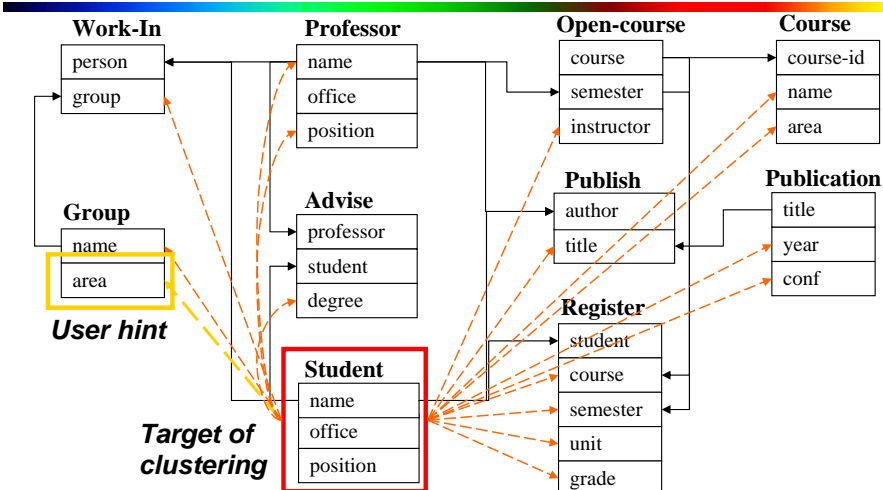 Work-In
person
group
Professor
name
office
position
Open-course
course
semester
instructor
Course
course-id
name
area
Group
name
area
User hint
Advise
professor
student
degree
Publish
author
title
Publication
title
year
conf
Target of
clustering
Student
name
office
position
Register
student
course
semester
unit
grade